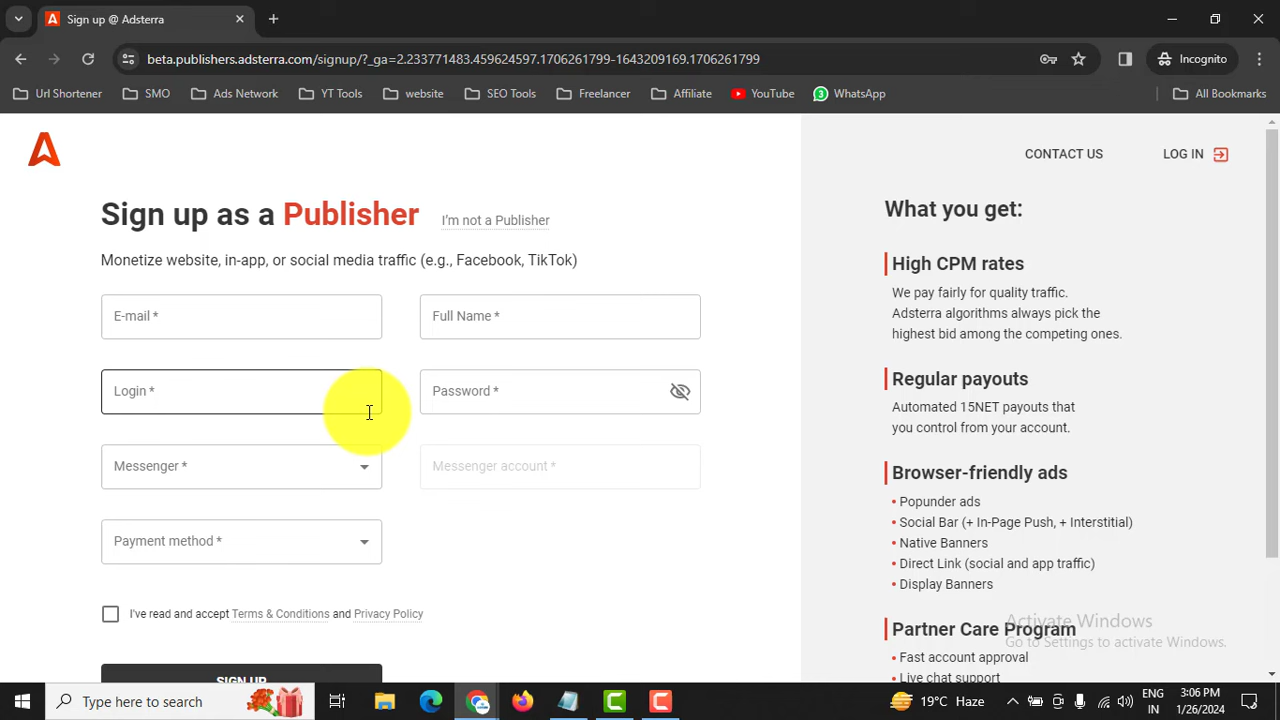 Sign up @ Adsterra
beta.publishers.adsterra.com/signup/?_ga=2.233771483.459624597.1706261799-1643209169.1706261799
Incognito
Url Shortener
SMO
Ads Network
YT Tools
website
SEO Tools
Freelancer
Affiliate
YouTube
3 WhatsApp
All Bookmarks
CONTACT US
LOG IN
Sign up as a Publisher
I'm not a Publisher
Monetize website, in-app, or social media traffic (e.g., Facebook, TikTok)
E-mail *
Full Name *
Login *
Password *
Messenger *
Messenger account *
Payment method *
I've read and accept Terms & Conditions and Privacy Policy
SIGN UP
What you get:
High CPM rates
We pay fairly for quality traffic.
Adsterra algorithms always pick the
highest bid among the competing ones.
Regular payouts
Automated 15NET payouts that
you control from your account.
Browser-friendly ads
• Popunder ads
• Social Bar (+ In-Page Push, + Interstitial)
• Native Banners
• Direct Link (social and app traffic)
• Display Banners
Partner Care Program
• Fast account approval
• Live chat support
Activate Windows
Go to Settings to activate Windows.
Type here to search
19°C Haze
ENG
IN
3:06 PM
1/26/2024